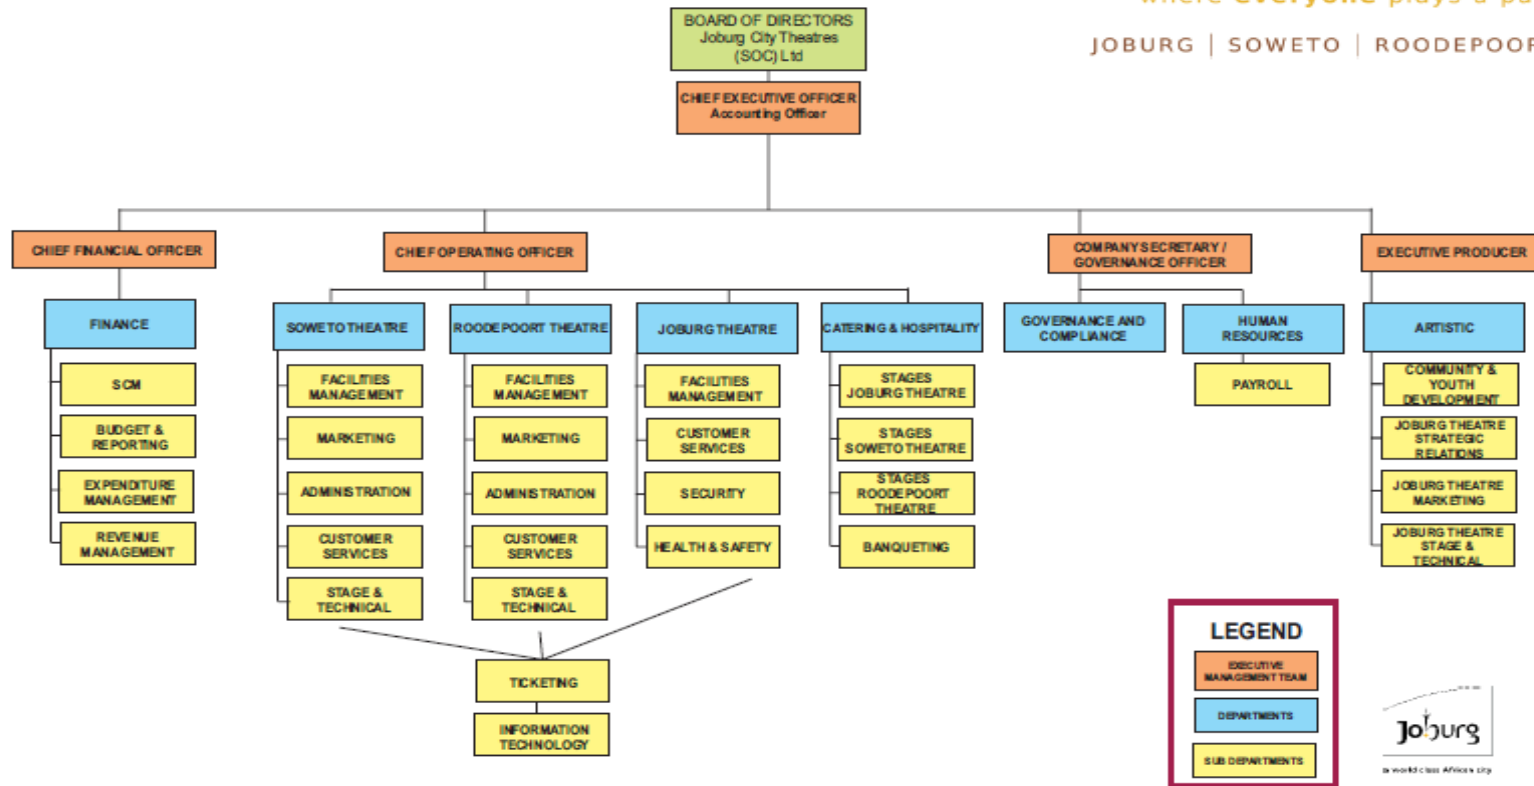 where everyone plays a pa
JOBURG | SOWETO | ROODEPOOR
BOARD OF DIRECTORS
Joburg City Theatres
(SOC) Ltd
CHIEF EXECUTIVE OFFICER
Accounting Officer
CHIEF FINANCIAL OFFICER
CHIEF OPERATING OFFICER
COMPANY SECRETARY /
GOVERNANCE OFFICER
EXECUTIVE PRODUCER
FINANCE
SOWETO THEATRE
ROODEPOORT THEATRE
JOBURG THEATRE
CATERING & HOSPITALITY
GOVERNANCE AND
COMPLIANCE
HUMAN
RESOURCES
ARTISTIC
SCM
BUDGET &
REPORTING
EXPENDITURE
MANAGEMENT
REVENUE
MANAGEMENT
FACILITIES
MANAGEMENT
MARKETING
ADMINISTRATION
CUSTOMER
SERVICES
STAGE &
TECHNICAL
FACILITIES
MANAGEMENT
MARKETING
ADMINISTRATION
CUSTOMER
SERVICES
STAGE &
TECHNICAL
FACILITIES
MANAGEMENT
CUSTOMER
SERVICES
SECURITY
HEALTH & SAFETY
STAGES
JOBURG THEATRE
STAGES
SOWETO THEATRE
STAGES
ROODEPOORT
THEATRE
BANQUETING
PAYROLL
COMMUNITY &
YOUTH
DEVELOPMENT
JOBURG THEATRE
STRATEGIC
RELATIONS
JOBURG THEATRE
MARKETING
JOBURG THEATRE
STAGE &
TECHNICAL
TICKETING
INFORMATION
TECHNOLOGY
LEGEND
EXECUTIVE
MANAGEMENT TEAM
DEPARTMENTS
SUB DEPARTMENTS
Joburg
a world class African city